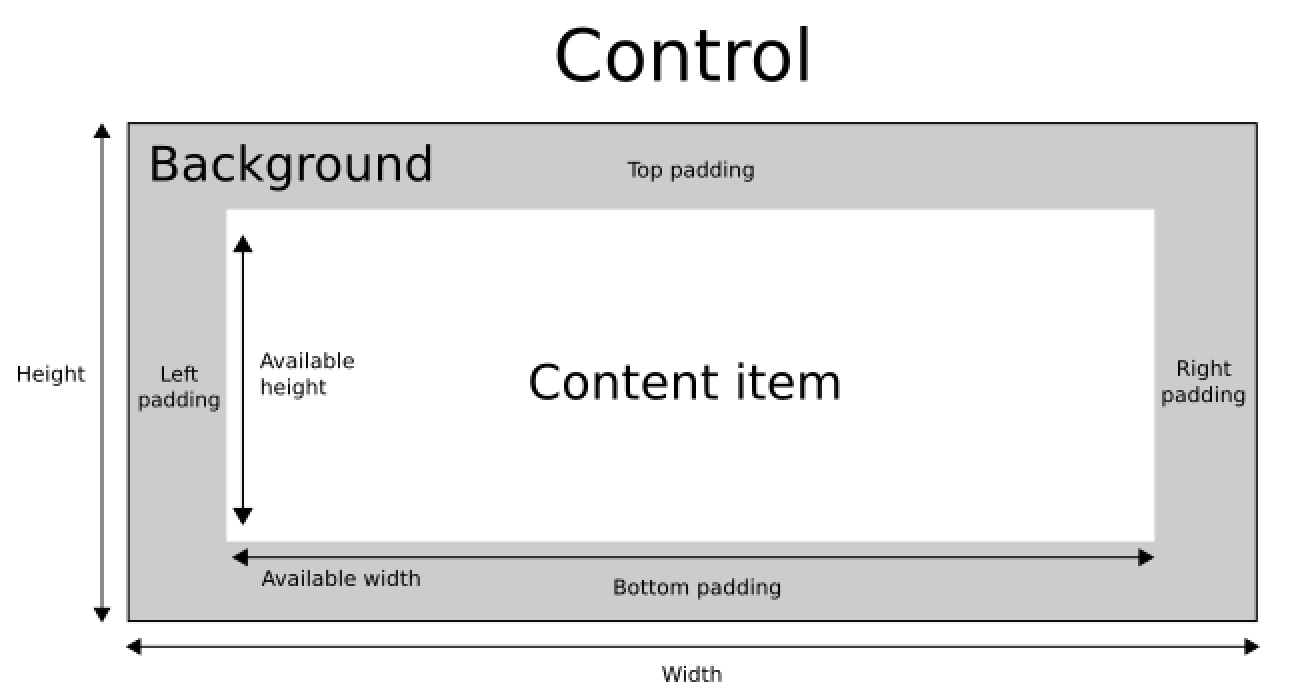 Control
Background
Top padding
Height
Left
padding
Available
height
Content item
Right
padding
Available width
Bottom padding
Width